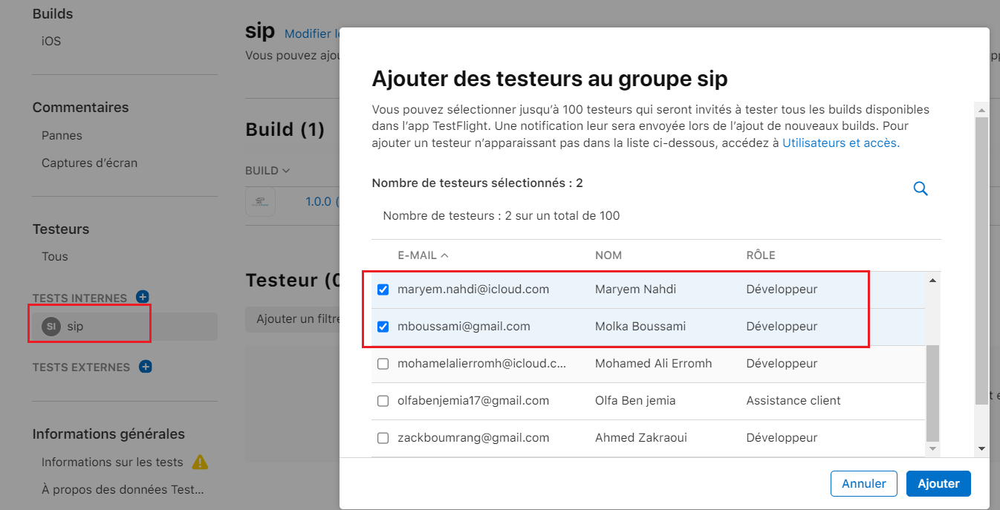 Builds
iOS
Commentaires
Pannes
Captures d’écran
Testeurs
Tous
TESTS INTERNES
SI sip
TESTS EXTERNES
Informations générales
Informations sur les tests
À propos des données Test...
sip Modifier
Vous pouvez
Build (1)
BUILD
1.0.0 (
Testeur (0
Ajouter un filtre
Ajouter des testeurs au groupe sip
Vous pouvez sélectionner jusqu’à 100 testeurs qui seront invités à tester tous les builds disponibles
dans l’app TestFlight. Une notification leur sera envoyée lors de l’ajout de nouveaux builds. Pour
ajouter un testeur n’apparaissant pas dans la liste ci-dessous, accédez à Utilisateurs et accès.
Nombre de testeurs sélectionnés : 2
Nombre de testeurs : 2 sur un total de 100
E-MAIL NOM RÔLE
maryem.nahdi@icloud.com Maryem Nahdi Développeur
mboussami@gmail.com Molka Boussami Développeur
mohamelalierromh@icloud.c... Mohamed Ali Erromh Développeur
olfabenjemia17@gmail.com Olfa Ben jemia Assistance client
zackboumrang@gmail.com Ahmed Zakraoui Développeur
Annuler Ajouter